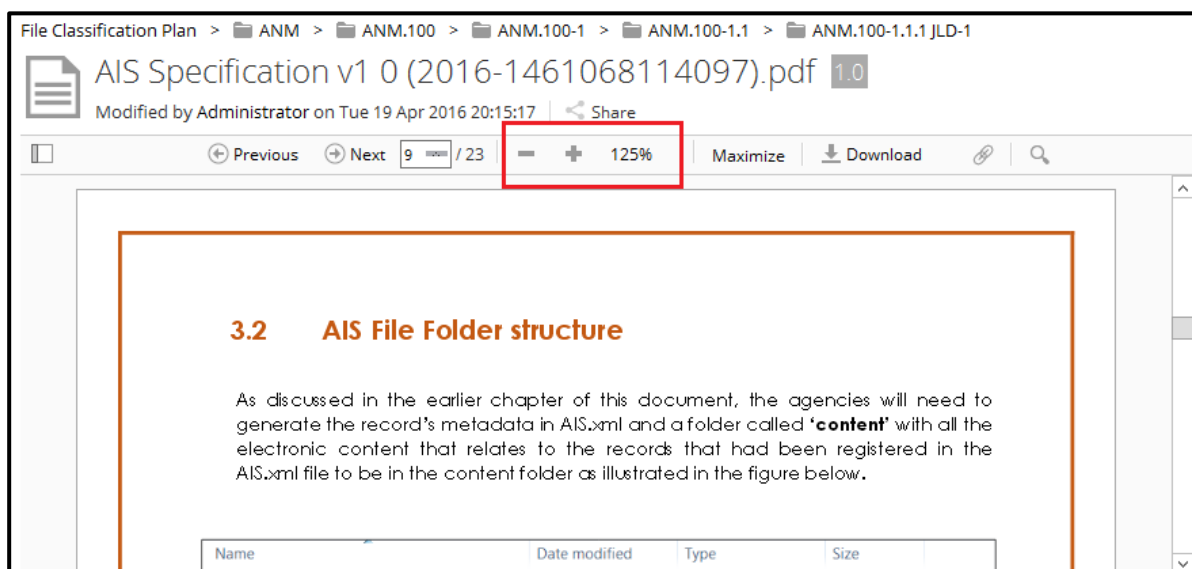 File Classification Plan > ANM > ANM.100 > ANM.100-1 > ANM.100-1.1 > ANM.100-1.1.1 JLD-1
AIS Specification v1 0 (2016-1461068114097).pdf 1.0
Modified by Administrator on Tue 19 Apr 2016 20:15:17 Share
Previous Next 9 / 23 125% Maximize Download
3.2 AIS File Folder structure
As discussed in the earlier chapter of this document, the agencies will need to
generate the record's metadata in AIS.xml and a folder called 'content' with all the
electronic content that relates to the records that had been registered in the
AIS.xml file to be in the content folder as illustrated in the figure below.
Name Date modified Type Size